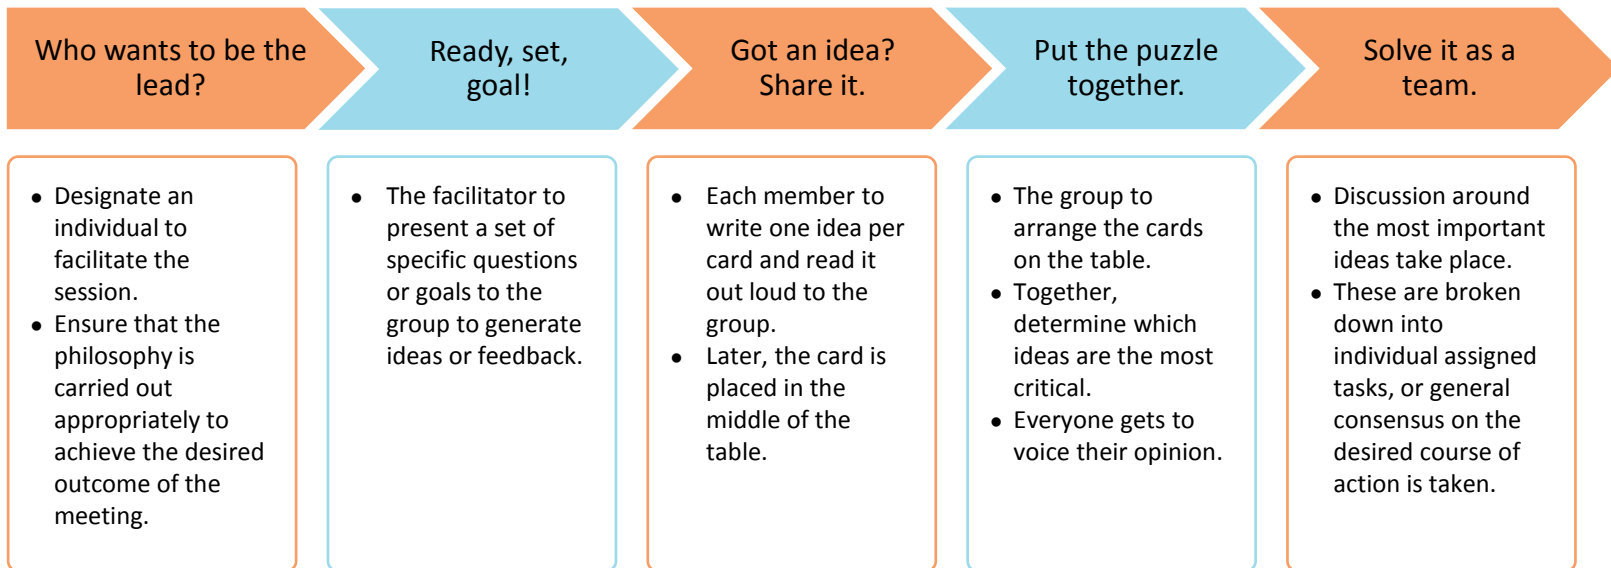 Who wants to be the
lead?
Ready, set,
goal!
Got an idea?
Share it.
Put the puzzle
together.
Solve it as a
team.
• Designate an
individual to
facilitate the
session.
• Ensure that the
philosophy is
carried out
appropriately to
achieve the desired
outcome of the
meeting.
• The facilitator to
present a set of
specific questions
or goals to the
group to generate
ideas or feedback.
• Each member to
write one idea per
card and read it
out loud to the
group.
• Later, the card is
placed in the
middle of the
table.
• The group to
arrange the cards
on the table.
• Together,
determine which
ideas are the most
critical.
• Everyone gets to
voice their opinion.
• Discussion around
the most important
ideas take place.
• These are broken
down into
individual assigned
tasks, or general
consensus on the
desired course of
action is taken.